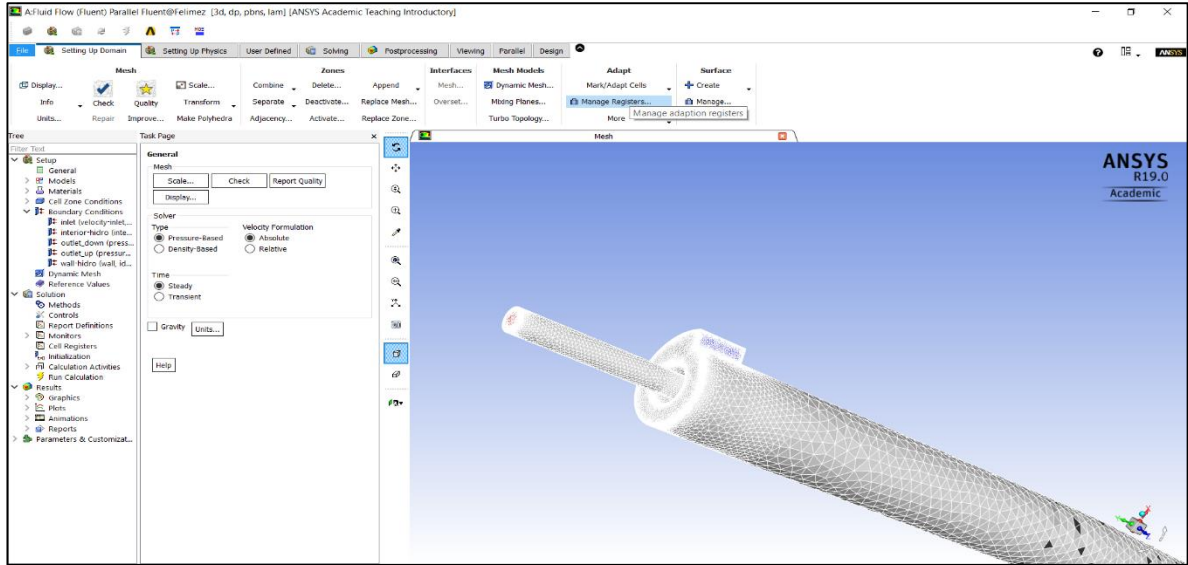 A:Fluid Flow (Fluent) Parallel Fluent@Felimez [3d, dp, pbns, lam] [ANSYS Academic Teaching Introductory]
File Setting Up Domain Setting Up Physics User Defined Solving Postprocessing Viewing Parallel Design ANSYS
Mesh Zones Interfaces Mesh Models Adapt Surface
Display... Scale... Combine Delete... Append Mesh... Dynamic Mesh... Mark/Adapt Cells Create
Info Check Quality Transform Separate Deactivate... Replace Mesh... Overset... Mixing Planes... Manage Registers... Manage...
Units... Repair Improve... Make Polyhedra Adjacency... Activate... Replace Zone... Turbo Topology... More
Manage adaption registers
Tree
Filter Text
Setup
General
Models
Materials
Cell Zone Conditions
Boundary Conditions
inlet (velocity-inlet,...
interior-hidro (inte...
outlet_down (press...
outlet_up (pressur...
wall-hidro (wall, id...
Dynamic Mesh
Reference Values
Solution
Methods
Controls
Report Definitions
Monitors
Cell Registers
Initialization
Calculation Activities
Run Calculation
Results
Graphics
Plots
Animations
Reports
Parameters & Customizat...
Task Page
General
Mesh
Scale... Check Report Quality
Display...
Solver
Type Velocity Formulation
Pressure-Based Absolute
Density-Based Relative
Time
Steady
Transient
Gravity Units...
Help
Mesh
ANSYS
R19.0
Academic